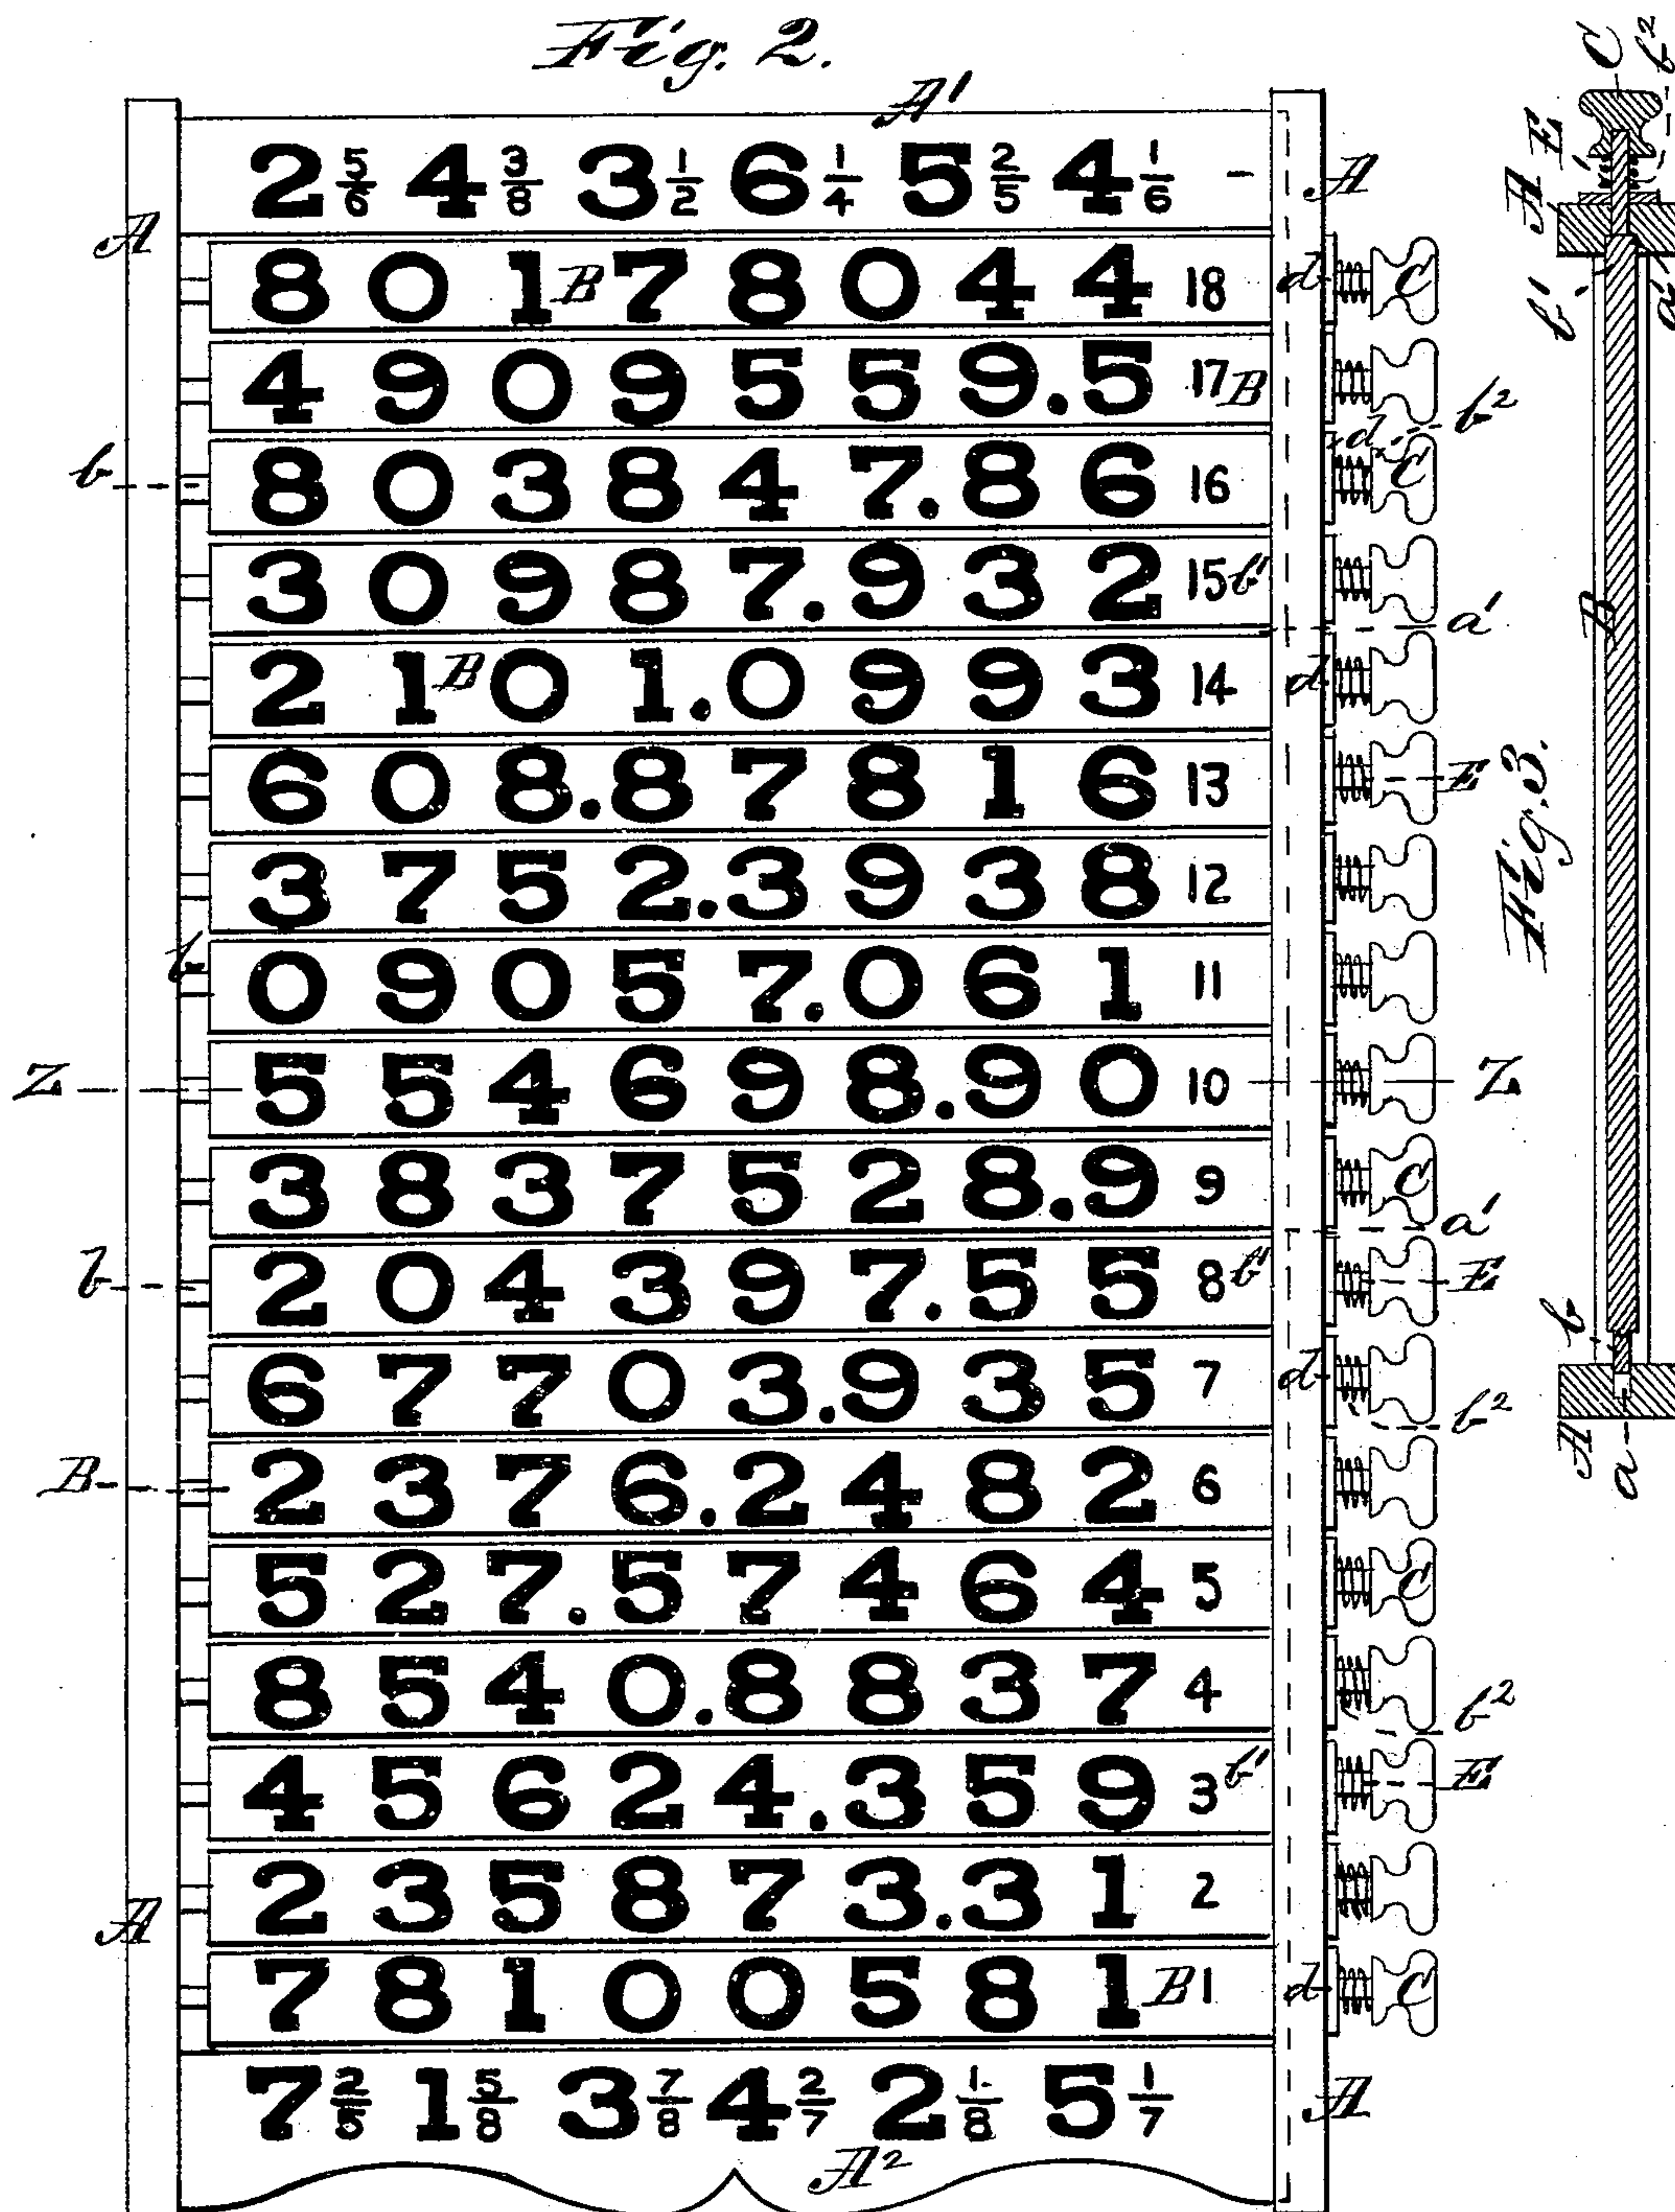 Fig. 2.
A'
2 5/6 4 3/8 3 1/2 6 1/4 5 2/5 4 1/6 - A
A
8 0 1 B 7 8 0 4 4 18 d C
4 9 0 9 5 5 9.5 17 B
b²
b 8 0 3 8 4 7.8 6 16 d C
3 0 9 8 7.9 3 2 15 b'
a'
2 1 B 0 1.0 9 9 3 14 d
6 0 8.8 7 8 1 6 13 E
3 7 5 2.3 9 3 8 12
b 0 9 0 5 7.0 6 1 11
Z 5 5 4 6 9 8.9 0 10 Z
3 8 3 7 5 2 8.9 9 C
a'
b 2 0 4 3 9 7.5 5 8 b' E
6 7 7 0 3.9 3 5 7 d
b²
B 2 3 7 6.2 4 8 2 6
5 2 7.5 7 4 6 4 5 C
8 5 4 0.8 8 3 7 4
b²
4 5 6 2 4.3 5 9 3 b' E
2 3 5 8 7 3.3 1 2
A
7 8 1 0 0 5 8 1 B 1 d C
7 2/5 1 5/8 3 7/8 4 2/7 2 1/8 5 1/7 A
A²
Fig. 3.
C b²
A E
b' a'
B
b
A a